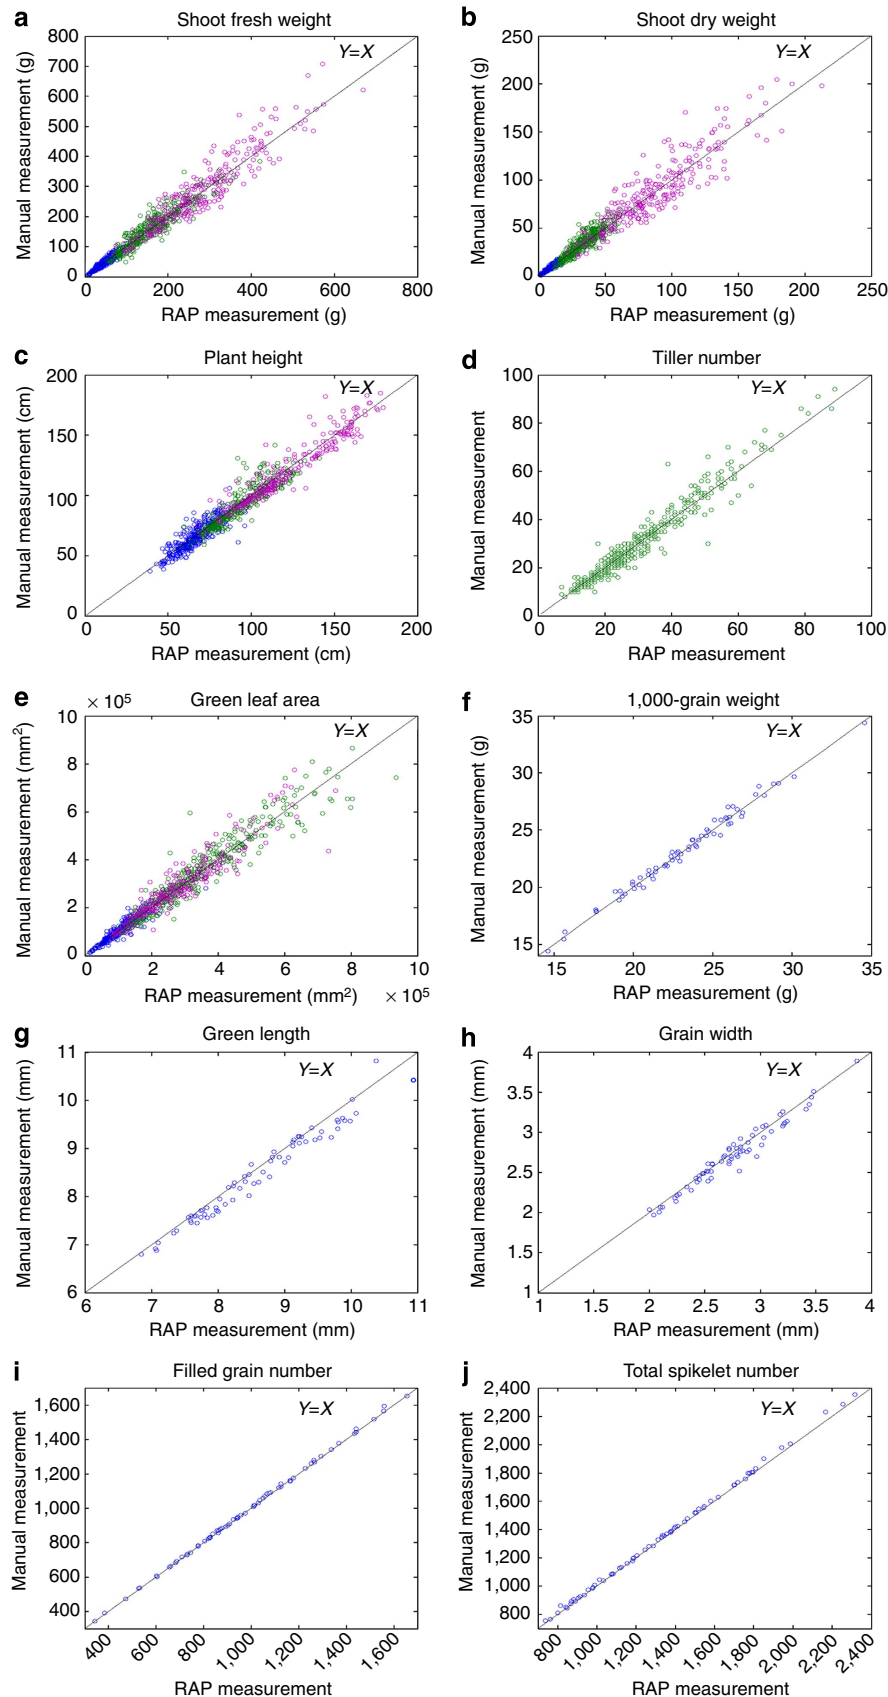 a Shoot fresh weight
Y=X
Manual measurement (g)
800
700
600
500
400
300
200
100
0
0 200 400 600 800
RAP measurement (g)
b Shoot dry weight
Y=X
Manual measurement (g)
250
200
150
100
50
0
0 50 100 150 200 250
RAP measurement (g)
c Plant height
Y=X
Manual measurement (cm)
200
150
100
50
0
0 50 100 150 200
RAP measurement (cm)
d Tiller number
Y=X
Manual measurement
100
80
60
40
20
0
0 20 40 60 80 100
RAP measurement
e × 10⁵ Green leaf area
Y=X
Manual measurement (mm²)
10
8
6
4
2
0
0 2 4 6 8 10
RAP measurement (mm²) × 10⁵
f 1,000-grain weight
Y=X
Manual measurement (g)
35
30
25
20
15
15 20 25 30 35
RAP measurement (g)
g Green length
Y=X
Manual measurement (mm)
11
10
9
8
7
6
6 7 8 9 10 11
RAP measurement (mm)
h Grain width
Y=X
Manual measurement (mm)
4
3.5
3
2.5
2
1.5
1
1 1.5 2 2.5 3 3.5 4
RAP measurement (mm)
i Filled grain number
Y=X
Manual measurement
1,600
1,400
1,200
1,000
800
600
400
400 600 800 1,000 1,200 1,400 1,600
RAP measurement
j Total spikelet number
Y=X
Manual measurement
2,400
2,200
2,000
1,800
1,600
1,400
1,200
1,000
800
800 1,000 1,200 1,400 1,600 1,800 2,000 2,200 2,400
RAP measurement